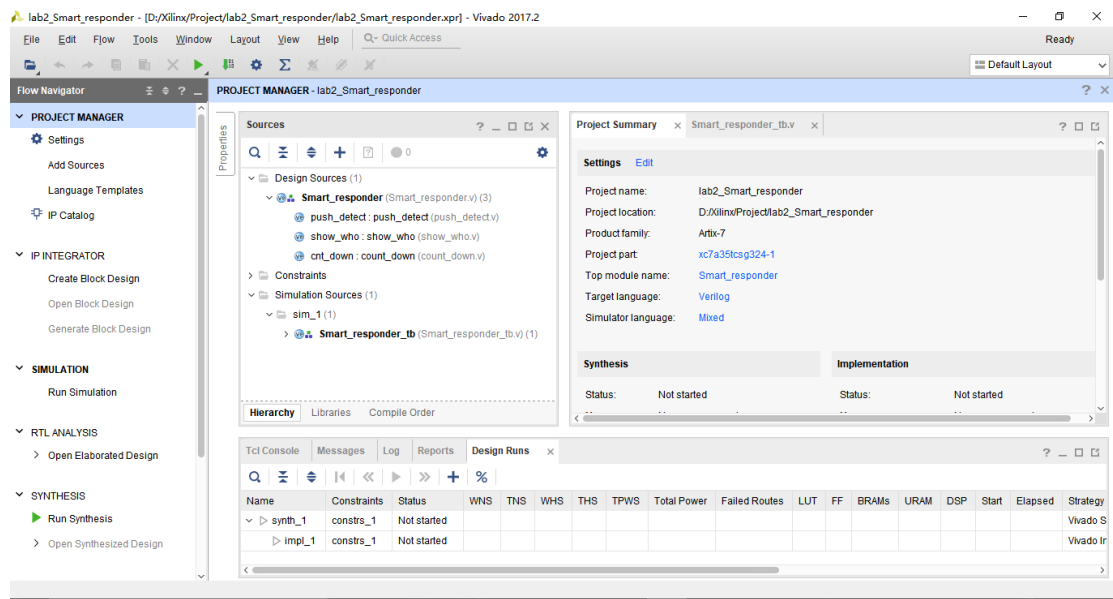 lab2_Smart_responder - [D:/Xilinx/Project/lab2_Smart_responder/lab2_Smart_responder.xpr] - Vivado 2017.2
File Edit Flow Tools Window Layout View Help Quick Access Ready
Default Layout
Flow Navigator
PROJECT MANAGER
Settings
Add Sources
Language Templates
IP Catalog
IP INTEGRATOR
Create Block Design
Open Block Design
Generate Block Design
SIMULATION
Run Simulation
RTL ANALYSIS
Open Elaborated Design
SYNTHESIS
Run Synthesis
Open Synthesized Design
PROJECT MANAGER - lab2_Smart_responder
Properties
Sources
0
Design Sources (1)
Smart_responder (Smart_responder.v) (3)
push_detect : push_detect (push_detect.v)
show_who : show_who (show_who.v)
cnt_down : count_down (count_down.v)
Constraints
Simulation Sources (1)
sim_1 (1)
Smart_responder_tb (Smart_responder_tb.v) (1)
Hierarchy Libraries Compile Order
Project Summary Smart_responder_tb.v
Settings Edit
Project name: lab2_Smart_responder
Project location: D:/Xilinx/Project/lab2_Smart_responder
Product family: Artix-7
Project part: xc7a35tcsg324-1
Top module name: Smart_responder
Target language: Verilog
Simulator language: Mixed
Synthesis Implementation
Status: Not started Status: Not started
Tcl Console Messages Log Reports Design Runs
Name Constraints Status WNS TNS WHS THS TPWS Total Power Failed Routes LUT FF BRAMs URAM DSP Start Elapsed Strategy
synth_1 constrs_1 Not started Vivado S
impl_1 constrs_1 Not started Vivado Ir